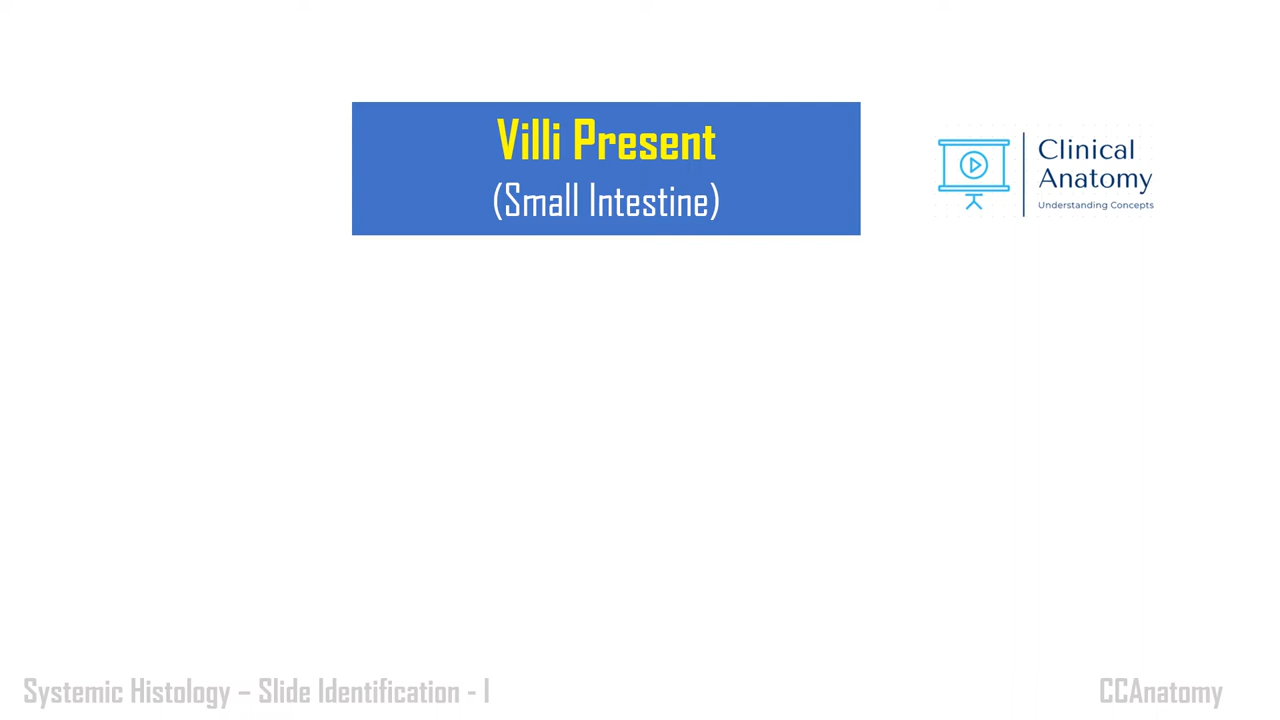 Villi Present
(Small Intestine)
Clinical
Anatomy
Understanding Concepts
Systemic Histology – Slide Identification - I
CCAnatomy